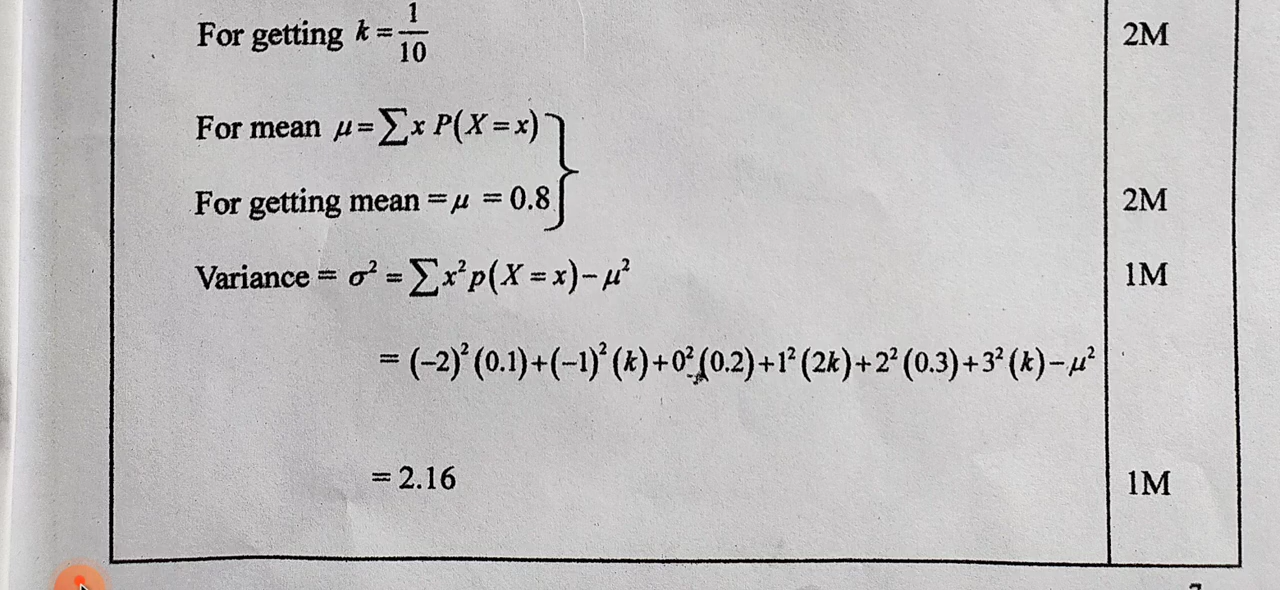 For getting k = 1/10 2M
For mean μ = ∑x P(X = x)
For getting mean = μ = 0.8 2M
Variance = σ² = ∑x²p(X = x) − μ² 1M
= (−2)²(0.1)+(−1)²(k)+0²(0.2)+1²(2k)+2²(0.3)+3²(k)−μ²
= 2.16 1M